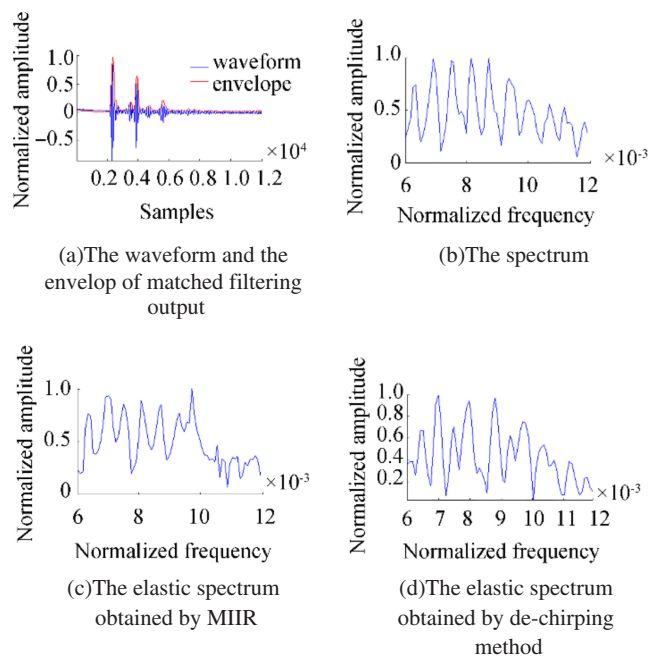 Normalized amplitude
1.0
0.5
0
−0.5
waveform
envelope
×10⁴
0.2 0.4 0.6 0.8 1.0 1.2
Samples
(a)The waveform and the
envelop of matched filtering
output
Normalized amplitude
1.0
0.5
0
×10⁻³
6 8 10 12
Normalized frequency
(b)The spectrum
Normalized amplitude
1.0
0.5
0
×10⁻³
6 8 10 12
Normalized frequency
(c)The elastic spectrum
obtained by MIIR
Normalized amplitude
1.0
0.8
0.6
0.4
0.2
×10⁻³
6 7 8 9 10 11 12
Normalized frequency
(d)The elastic spectrum
obtained by de-chirping
method